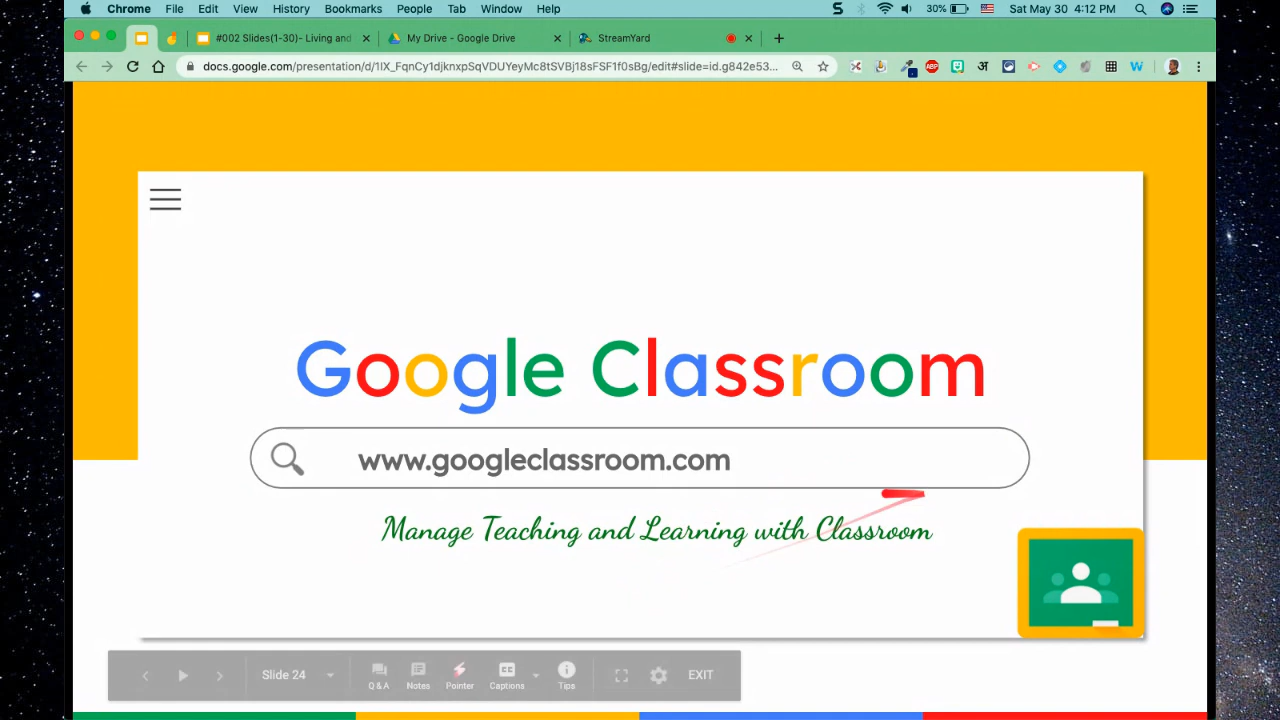 Chrome File Edit View History Bookmarks People Tab Window Help 30% Sat May 30 4:12 PM
#002 Slides(1-30)- Living and My Drive - Google Drive StreamYard
docs.google.com/presentation/d/1IX_FqnCy1djknxpSqVDUYeyMc8tSVBj18sFSF1f0sBg/edit#slide=id.g842e53...
Google Classroom
www.googleclassroom.com
Manage Teaching and Learning with Classroom
Slide 24 Q & A Notes Pointer Captions Tips EXIT